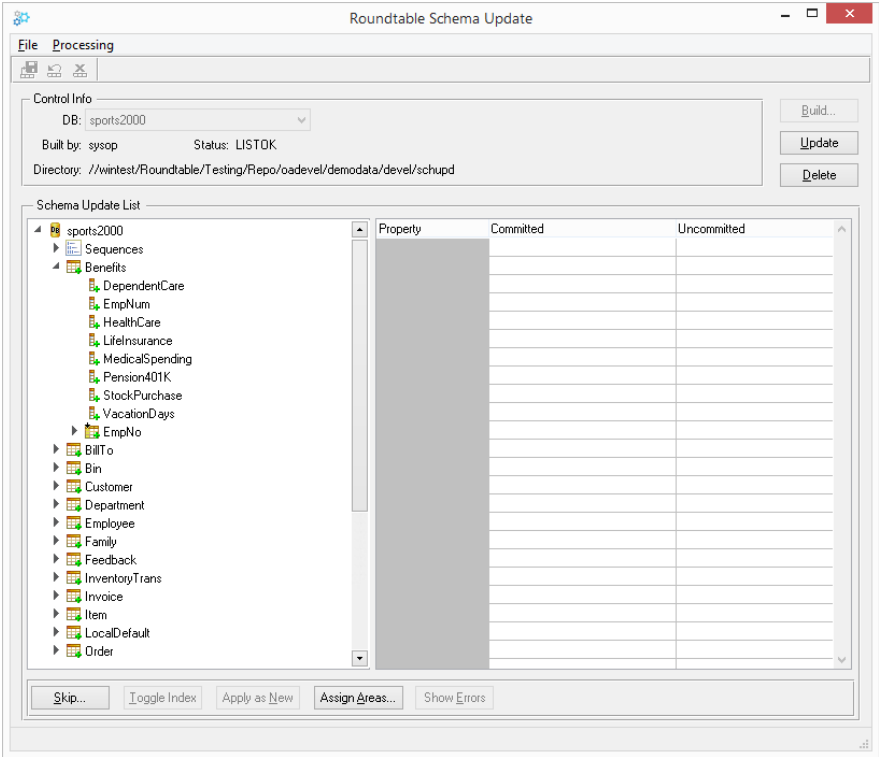 Roundtable Schema Update
File Processing
Control Info
DB: sports2000
Build...
Built by: sysop Status: LISTOK
Update
Directory: //wintest/Roundtable/Testing/Repo/oadevel/demodata/devel/schupd
Delete
Schema Update List
DB sports2000
Property Committed Uncommitted
Sequences
Benefits
DependentCare
EmpNum
HealthCare
LifeInsurance
MedicalSpending
Pension401K
StockPurchase
VacationDays
EmpNo
BillTo
Bin
Customer
Department
Employee
Family
Feedback
InventoryTrans
Invoice
Item
LocalDefault
Order
Skip... Toggle Index Apply as New Assign Areas... Show Errors